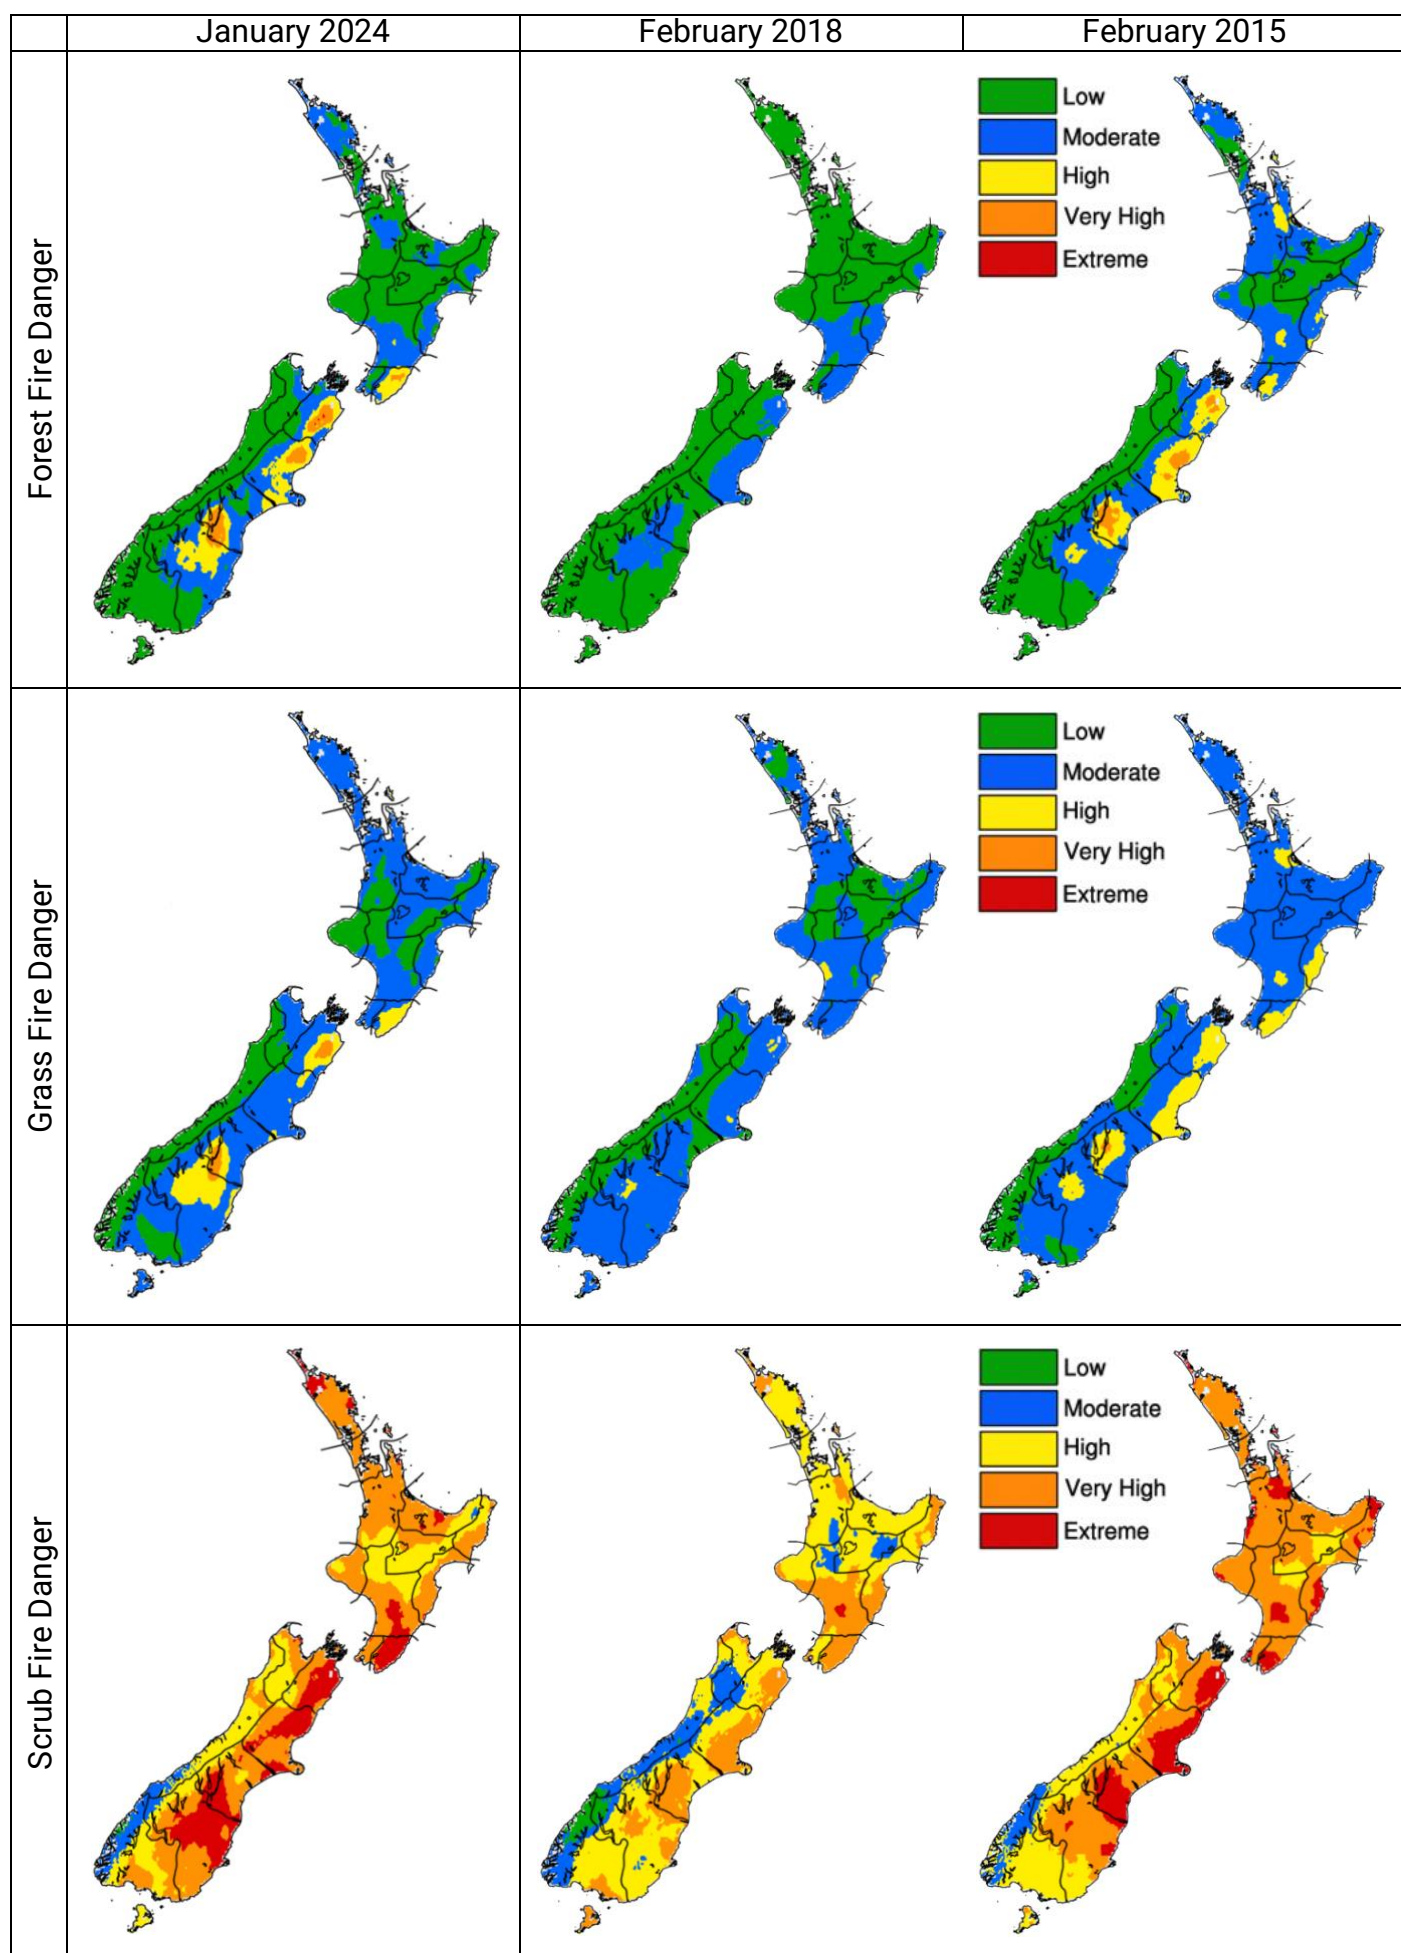 January 2024
February 2018
February 2015
Forest Fire Danger
Low
Moderate
High
Very High
Extreme
Grass Fire Danger
Low
Moderate
High
Very High
Extreme
Scrub Fire Danger
Low
Moderate
High
Very High
Extreme